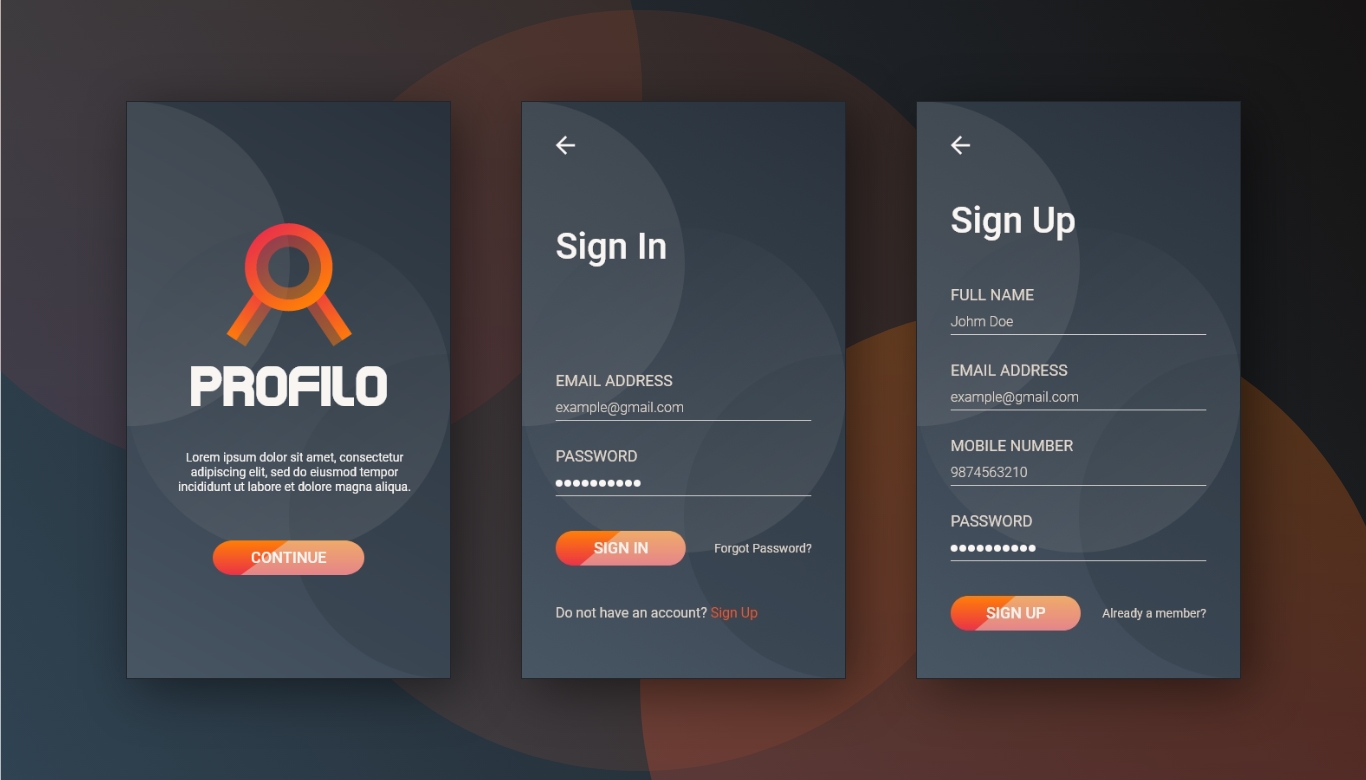 PROFILO
Lorem ipsum dolor sit amet, consectetur
adipiscing elit, sed do eiusmod tempor
incididunt ut labore et dolore magna aliqua.
CONTINUE
Sign In
EMAIL ADDRESS
example@gmail.com
PASSWORD
SIGN IN
Forgot Password?
Do not have an account? Sign Up
Sign Up
FULL NAME
Johm Doe
EMAIL ADDRESS
example@gmail.com
MOBILE NUMBER
9874563210
PASSWORD
SIGN UP
Already a member?